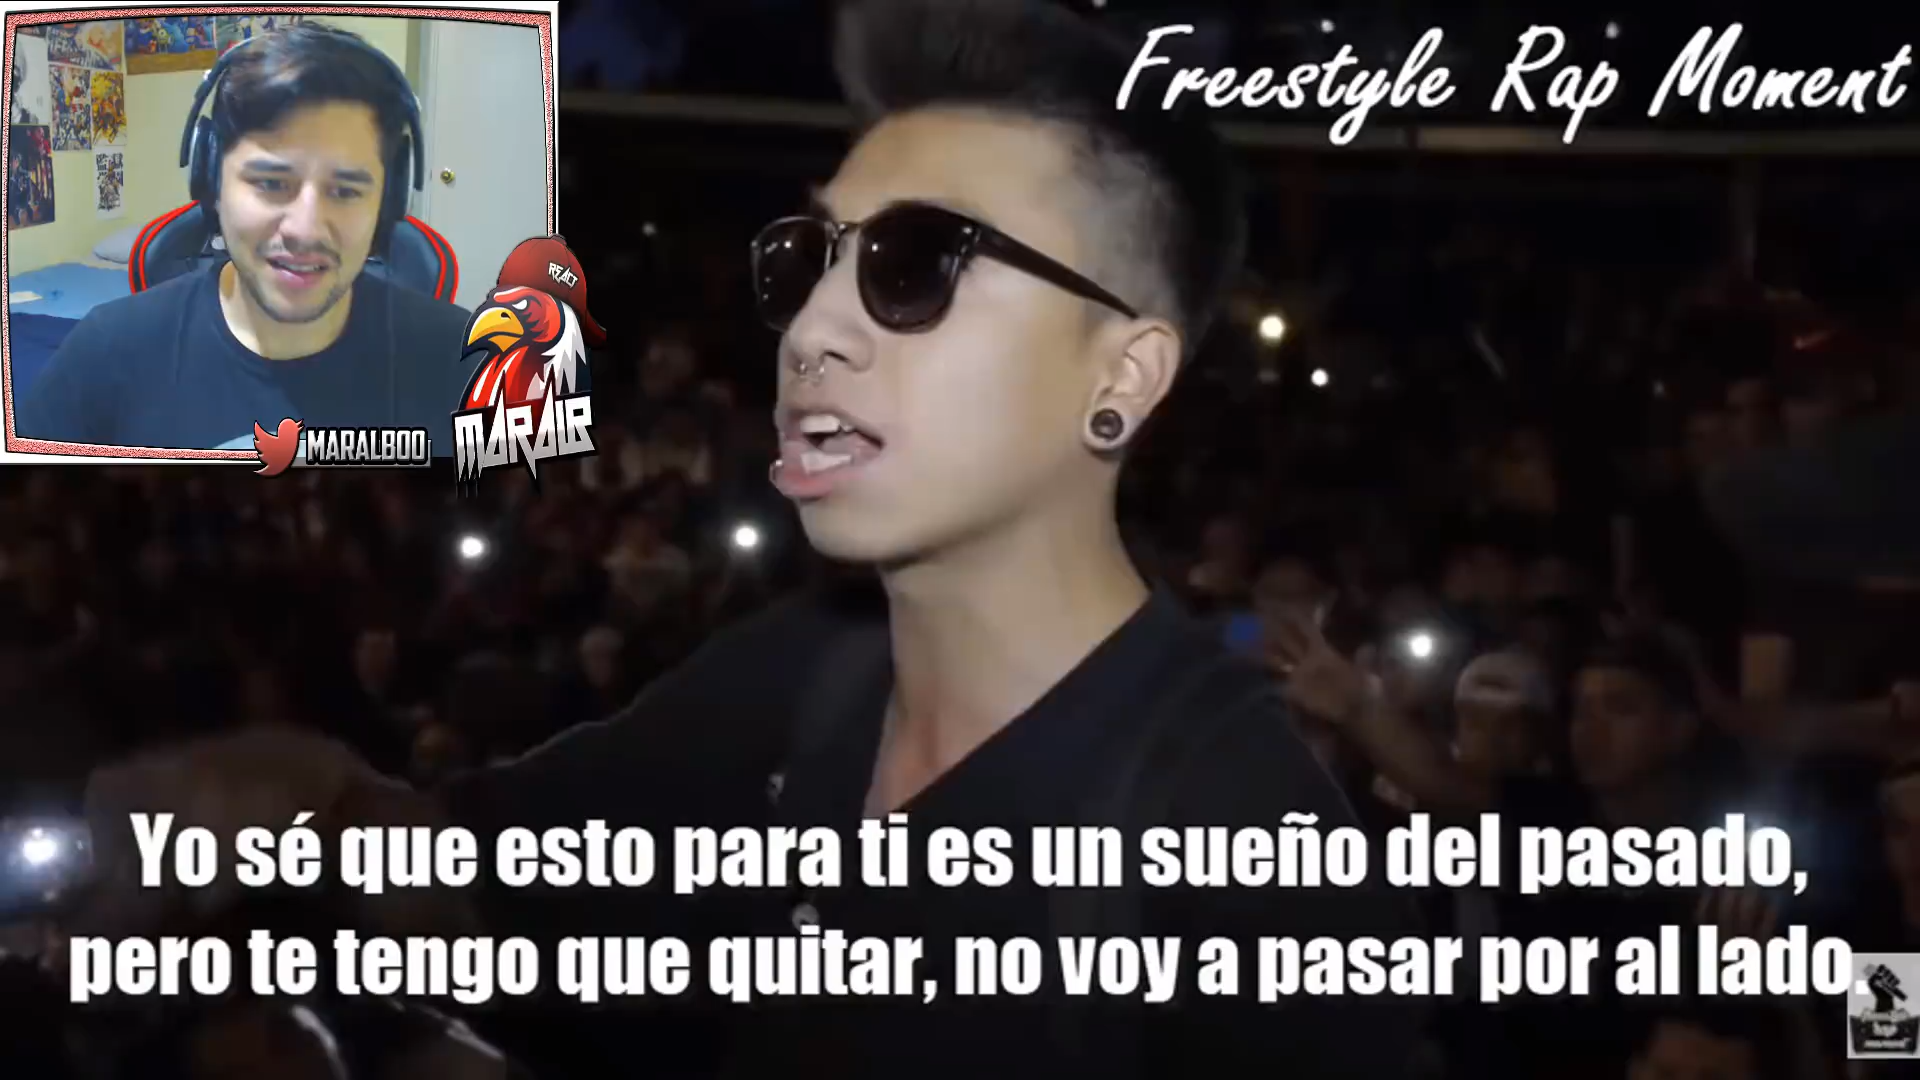 Freestyle Rap Moment
REACT
MARALB
MARALBOO
Yo sé que esto para ti es un sueño del pasado,
pero te tengo que quitar, no voy a pasar por al lado.